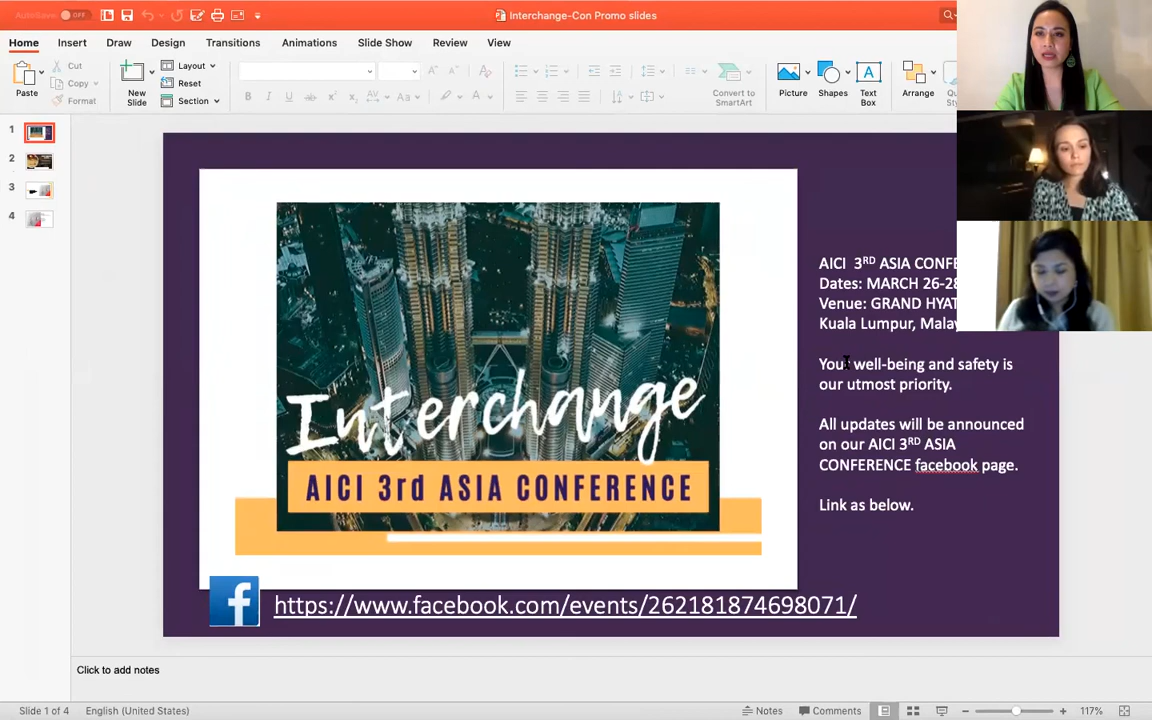 AutoSave OFF
Interchange-Con Promo slides
Home Insert Draw Design Transitions Animations Slide Show Review View
Paste
Cut
Copy
Format
New
Slide
Layout
Reset
Section
Convert to
SmartArt
Picture
Shapes
Text
Box
Arrange
1
2
3
4
Interchange
AICI 3rd ASIA CONFERENCE
AICI 3RD ASIA CONFE
Dates: MARCH 26-28
Venue: GRAND HYAT
Kuala Lumpur, Malay
Your well-being and safety is
our utmost priority.
All updates will be announced
on our AICI 3RD ASIA
CONFERENCE facebook page.
Link as below.
f
https://www.facebook.com/events/262181874698071/
Click to add notes
Slide 1 of 4 English (United States) Notes Comments 117%